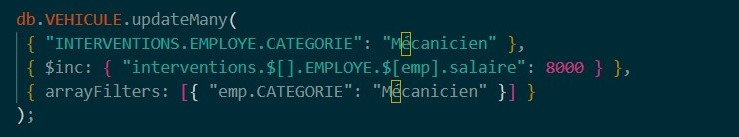 db.VEHICULE.updateMany(
{ "INTERVENTIONS.EMPLOYE.CATEGORIE": "Mécanicien" },
{ $inc: { "interventions.$[].EMPLOYE.$[emp].salaire": 8000 } },
{ arrayFilters: [{ "emp.CATEGORIE": "Mécanicien" }] }
);